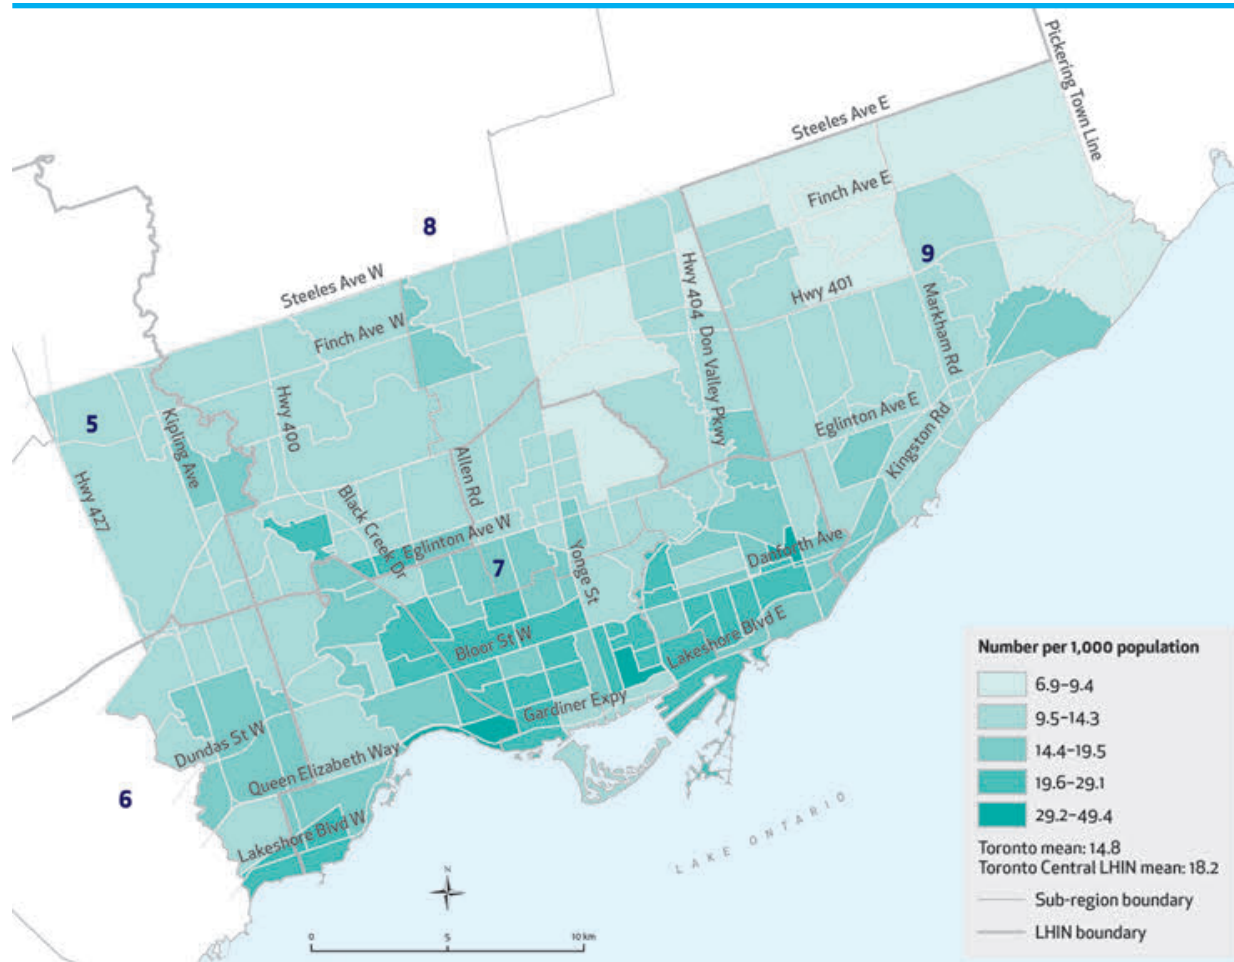 Pickering Town Line
Steeles Ave E
Finch Ave E
8
9
Steeles Ave W
Hwy 404
Hwy 401
Finch Ave W
Markham Rd
Don Valley Pkwy
5
Kipling Ave
Hwy 400
Eglinton Ave E
Kingston Rd
Hwy 427
Allen Rd
Black Creek Dr
Eglinton Ave W
Danforth Ave
7
Yonge St
Bloor St W
Lakeshore Blvd E
Gardiner Expy
Dundas St W
Queen Elizabeth Way
6
Lakeshore Blvd W
LAKE ONTARIO
N
0 5 10 km
Number per 1,000 population
6.9–9.4
9.5–14.3
14.4–19.5
19.6–29.1
29.2–49.4
Toronto mean: 14.8
Toronto Central LHIN mean: 18.2
Sub-region boundary
LHIN boundary